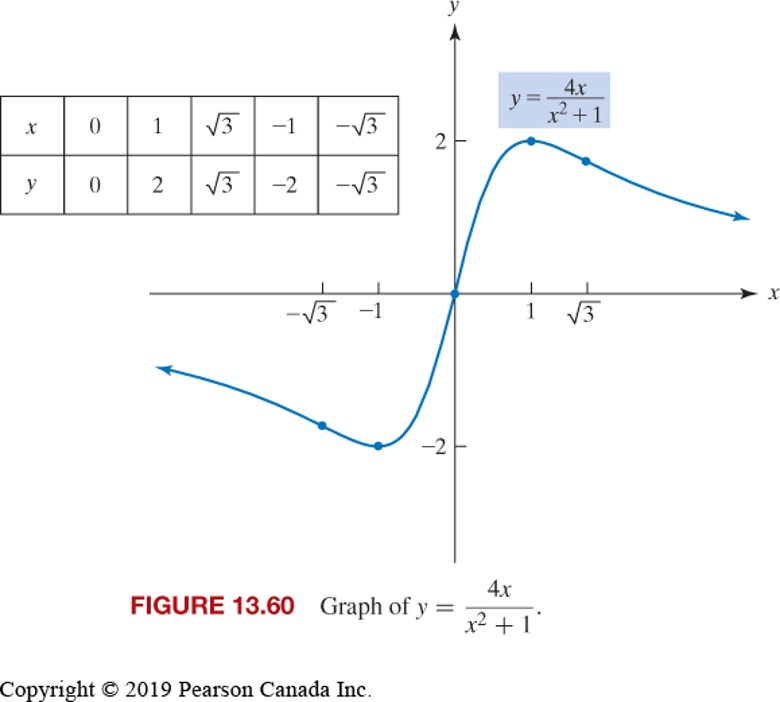 y
y = 4x / x² + 1
x 0 1 √3 −1 −√3
y 0 2 √3 −2 −√3
2
−√3 −1 1 √3 x
−2
FIGURE 13.60 Graph of y = 4x / x² + 1.
Copyright © 2019 Pearson Canada Inc.